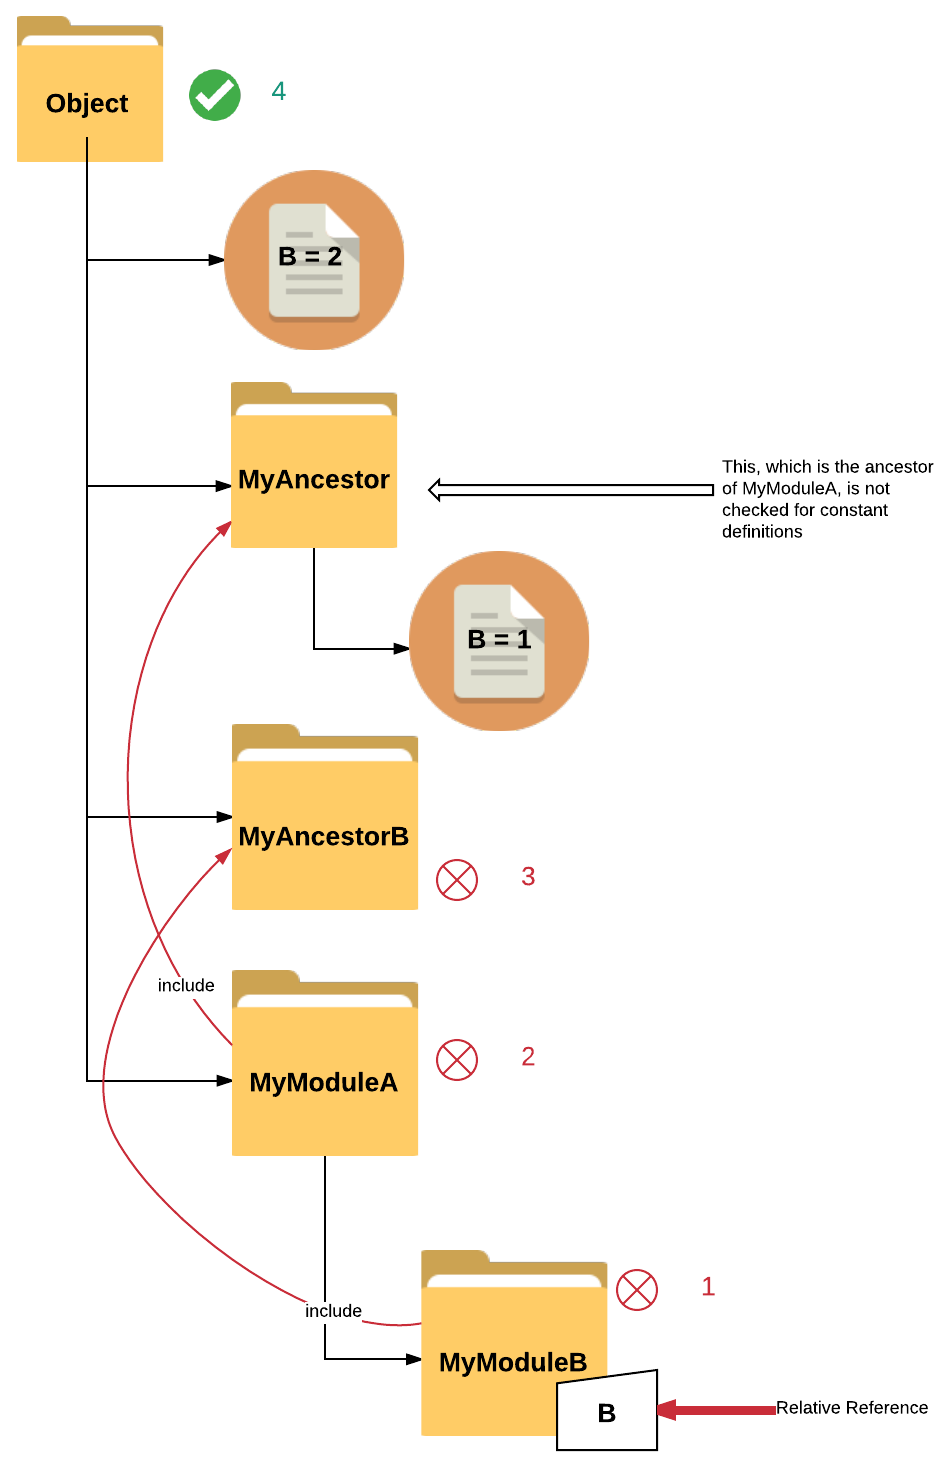 Object
4
B = 2
MyAncestor
This, which is the ancestor
of MyModuleA, is not
checked for constant
definitions
B = 1
MyAncestorB
3
include
MyModuleA
2
1
include
MyModuleB
B
Relative Reference